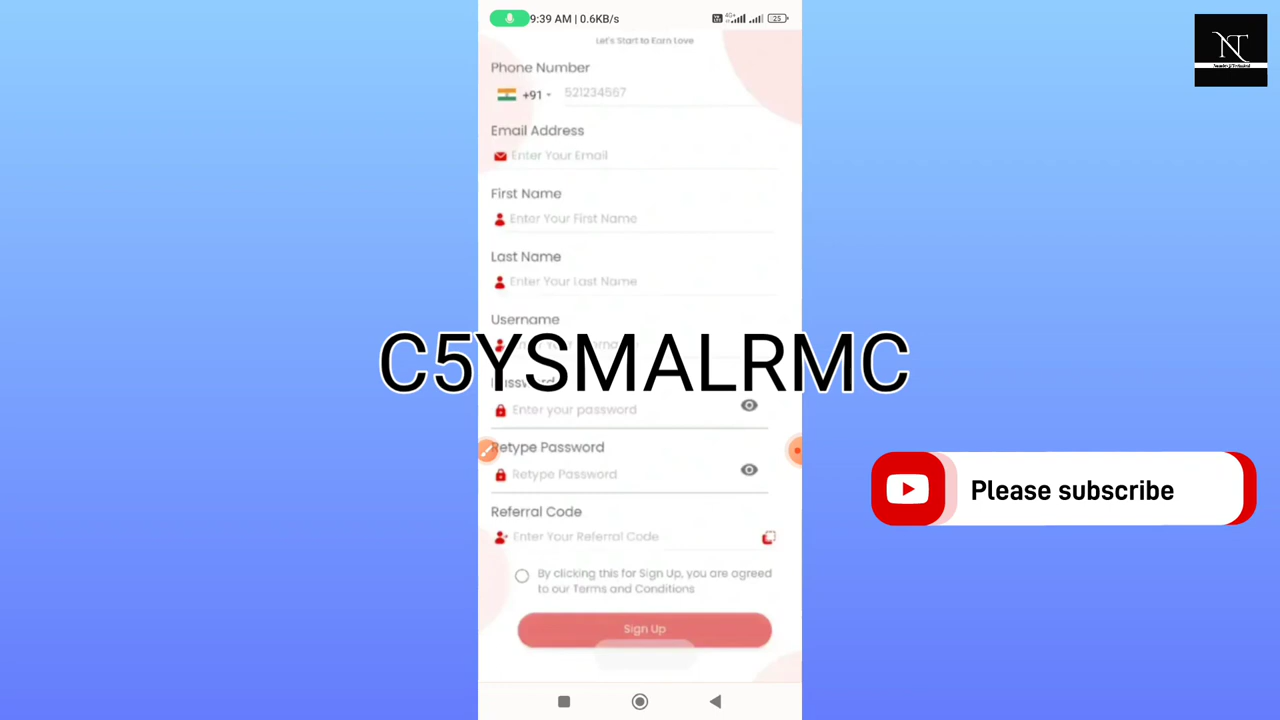 9:39 AM | 0.6KB/s
4G+
25
NT
Let's Start to Earn Love
Phone Number
+91
521234567
Email Address
Enter Your Email
First Name
Enter Your First Name
Last Name
Enter Your Last Name
Username
C5YSMALRMC
Enter your password
Retype Password
Retype Password
Please subscribe
Referral Code
Enter Your Referral Code
By clicking this for Sign Up, you are agreed
to our Terms and Conditions
Sign Up